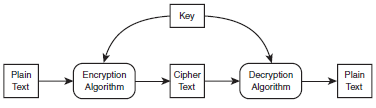 Key
Plain
Text
Encryption
Algorithm
Cipher
Text
Decryption
Algorithm
Plain
Text